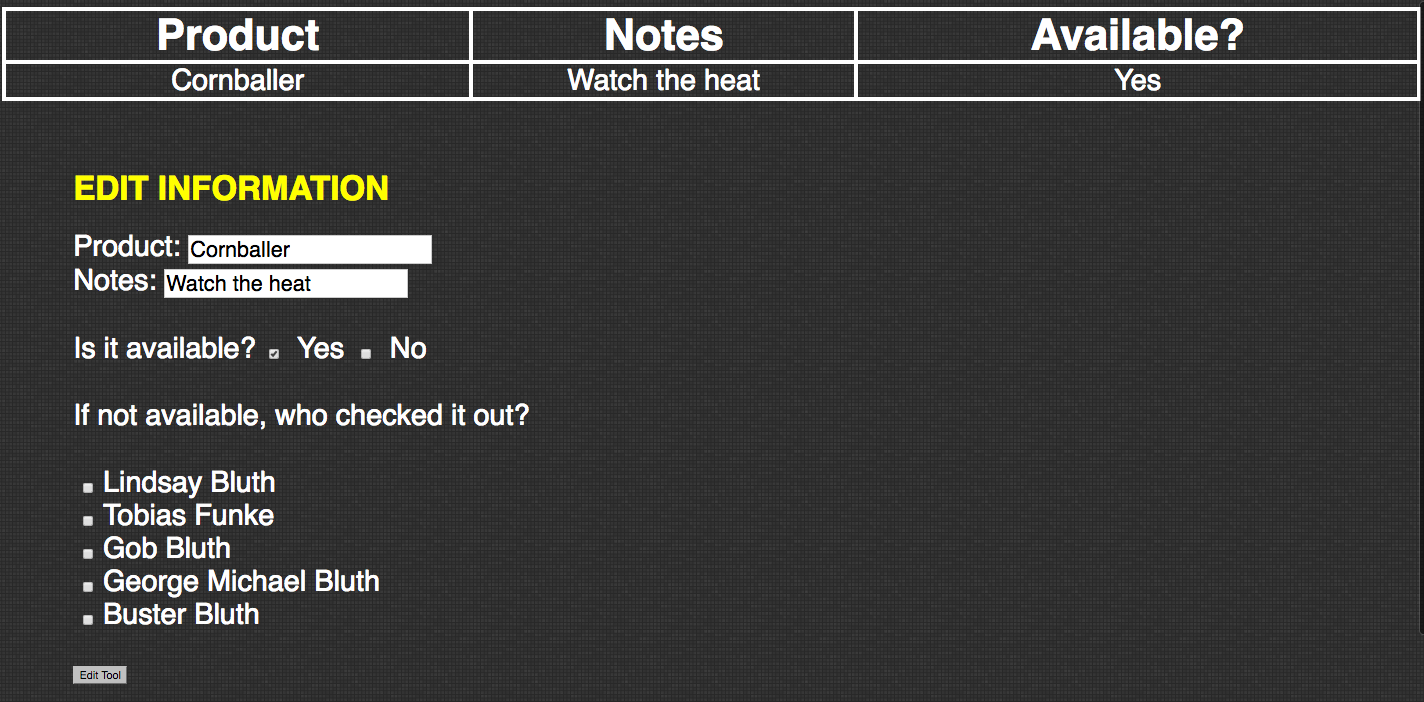 Product Notes Available?
Cornballer Watch the heat Yes
EDIT INFORMATION
Product: Cornballer
Notes: Watch the heat
Is it available? Yes No
If not available, who checked it out?
Lindsay Bluth
Tobias Funke
Gob Bluth
George Michael Bluth
Buster Bluth
Edit Tool